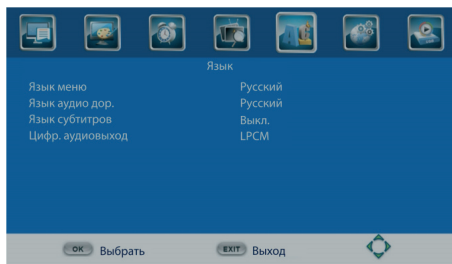 Язык
Язык меню Русский
Язык аудио дор. Русский
Язык субтитров Выкл.
Цифр. аудиовыход LPCM
OK Выбрать EXIT Выход